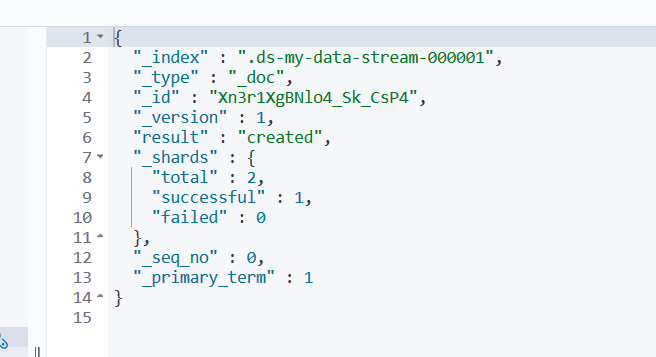 1 {
2 "_index" : ".ds-my-data-stream-000001",
3 "_type" : "_doc",
4 "_id" : "Xn3r1XgBNlo4_Sk_CsP4",
5 "_version" : 1,
6 "result" : "created",
7 "_shards" : {
8 "total" : 2,
9 "successful" : 1,
10 "failed" : 0
11 },
12 "_seq_no" : 0,
13 "_primary_term" : 1
14 }
15